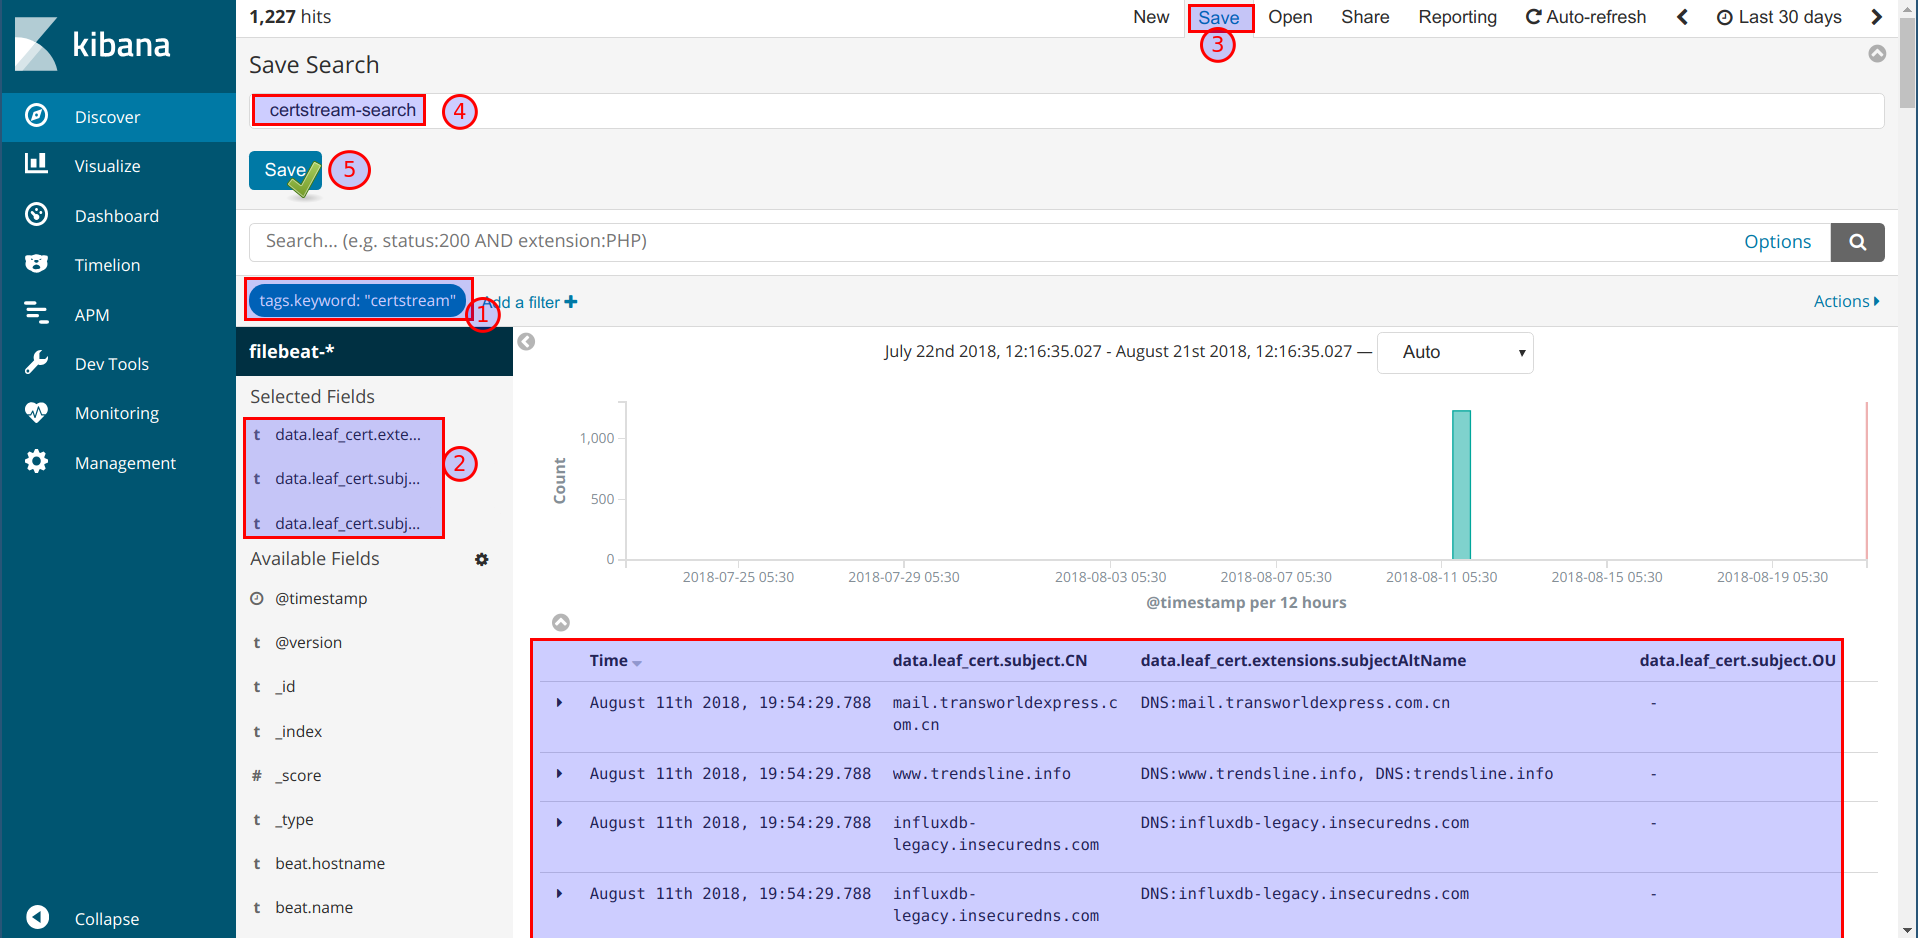 kibana
Discover
Visualize
Dashboard
Timelion
APM
Dev Tools
Monitoring
Management
Collapse
1,227 hits
New Save Open Share Reporting Auto-refresh Last 30 days
3
Save Search
certstream-search 4
Save 5
Search... (e.g. status:200 AND extension:PHP) Options
tags.keyword: "certstream" Add a filter Actions
1
filebeat-*
Selected Fields
t data.leaf_cert.exte...
t data.leaf_cert.subj...
t data.leaf_cert.subj...
2
Available Fields
@timestamp
t @version
t _id
t _index
# _score
t _type
t beat.hostname
t beat.name
July 22nd 2018, 12:16:35.027 - August 21st 2018, 12:16:35.027 — Auto
Count
1,000
500
0
2018-07-25 05:30 2018-07-29 05:30 2018-08-03 05:30 2018-08-07 05:30 2018-08-11 05:30 2018-08-15 05:30 2018-08-19 05:30
@timestamp per 12 hours
Time data.leaf_cert.subject.CN data.leaf_cert.extensions.subjectAltName data.leaf_cert.subject.OU
August 11th 2018, 19:54:29.788 mail.transworldexpress.c DNS:mail.transworldexpress.com.cn -
om.cn
August 11th 2018, 19:54:29.788 www.trendsline.info DNS:www.trendsline.info, DNS:trendsline.info -
August 11th 2018, 19:54:29.788 influxdb- DNS:influxdb-legacy.insecuredns.com -
legacy.insecuredns.com
August 11th 2018, 19:54:29.788 influxdb- DNS:influxdb-legacy.insecuredns.com -
legacy.insecuredns.com